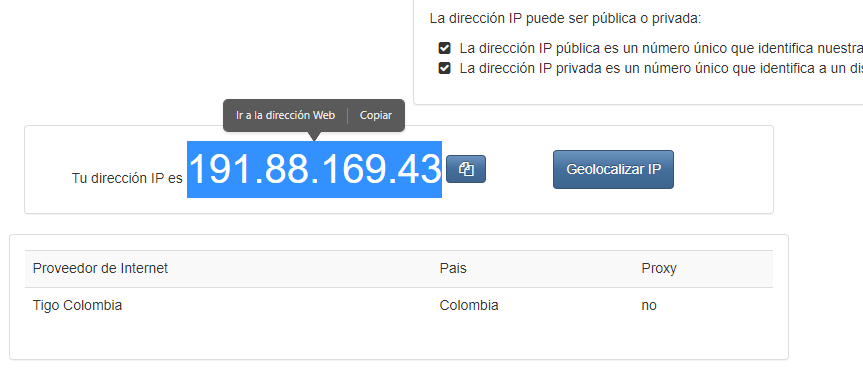 La dirección IP puede ser pública o privada:
La dirección IP pública es un número único que identifica nuestra
La dirección IP privada es un número único que identifica a un
Ir a la dirección Web Copiar
Tu dirección IP es 191.88.169.43 Geolocalizar IP
Proveedor de Internet Pais Proxy
Tigo Colombia Colombia no